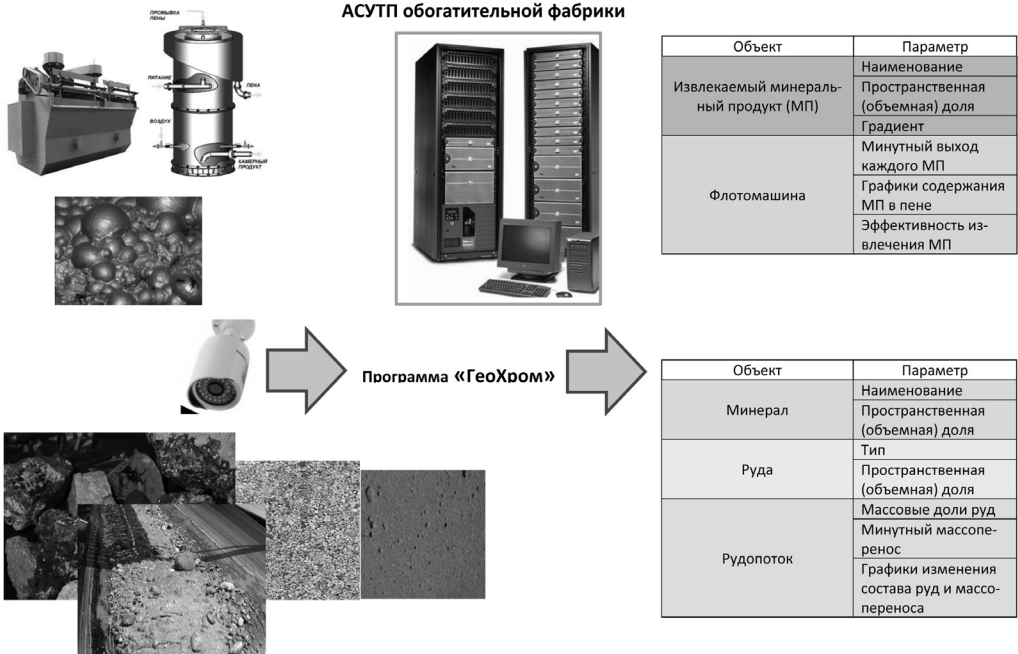 АСУТП обогатительной фабрики
ПРОМЫВКА
ПЕНЫ
ПИТАНИЕ
ПЕНА
ВОЗДУХ
КАМЕРНЫЙ
ПРОДУКТ
Объект
Параметр
Извлекаемый минераль-
ный продукт (МП)
Наименование
Пространственная
(объемная) доля
Градиент
Флотомашина
Минутный выход
каждого МП
Графики содержания
МП в пене
Эффективность из-
влечения МП
Программа «ГеоХром»
Объект
Параметр
Минерал
Наименование
Пространственная
(объемная) доля
Руда
Тип
Пространственная
(объемная) доля
Рудопоток
Массовые доли руд
Минутный массопе-
ренос
Графики изменения
состава руд и массо-
переноса